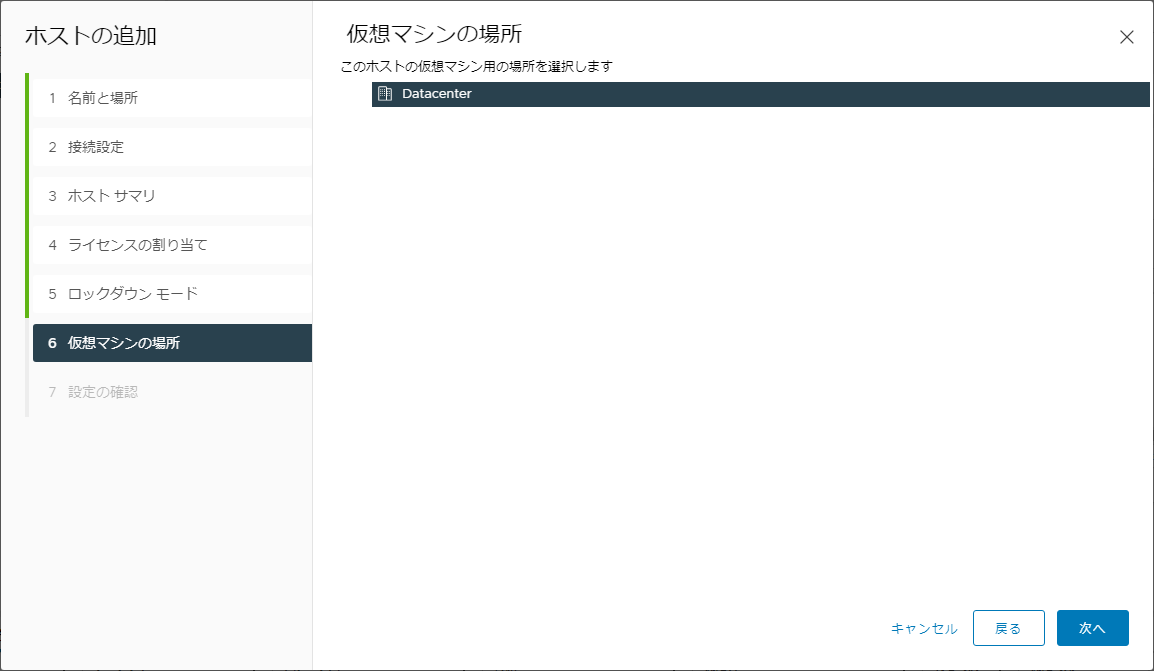 ホストの追加
1 名前と場所
2 接続設定
3 ホスト サマリ
4 ライセンスの割り当て
5 ロックダウン モード
6 仮想マシンの場所
7 設定の確認
仮想マシンの場所
このホストの仮想マシン用の場所を選択します
Datacenter
キャンセル
戻る
次へ